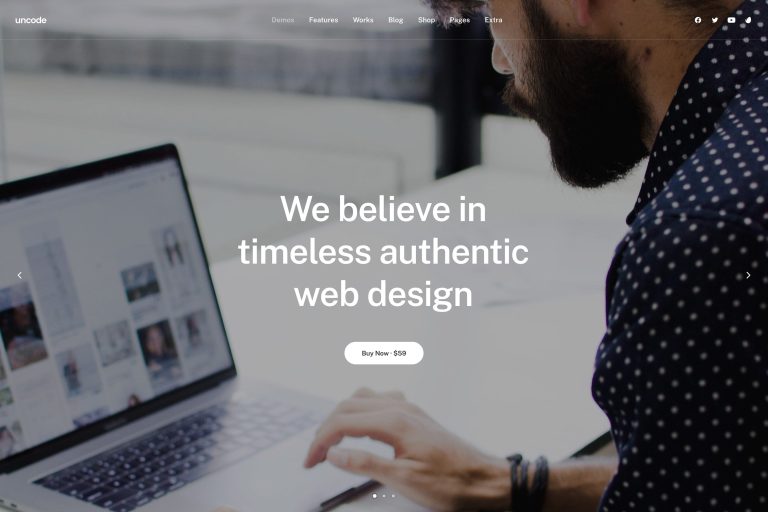 uncode
Demos Features Works Blog Shop Pages Extra
We believe in
timeless authentic
web design
Buy Now · $59